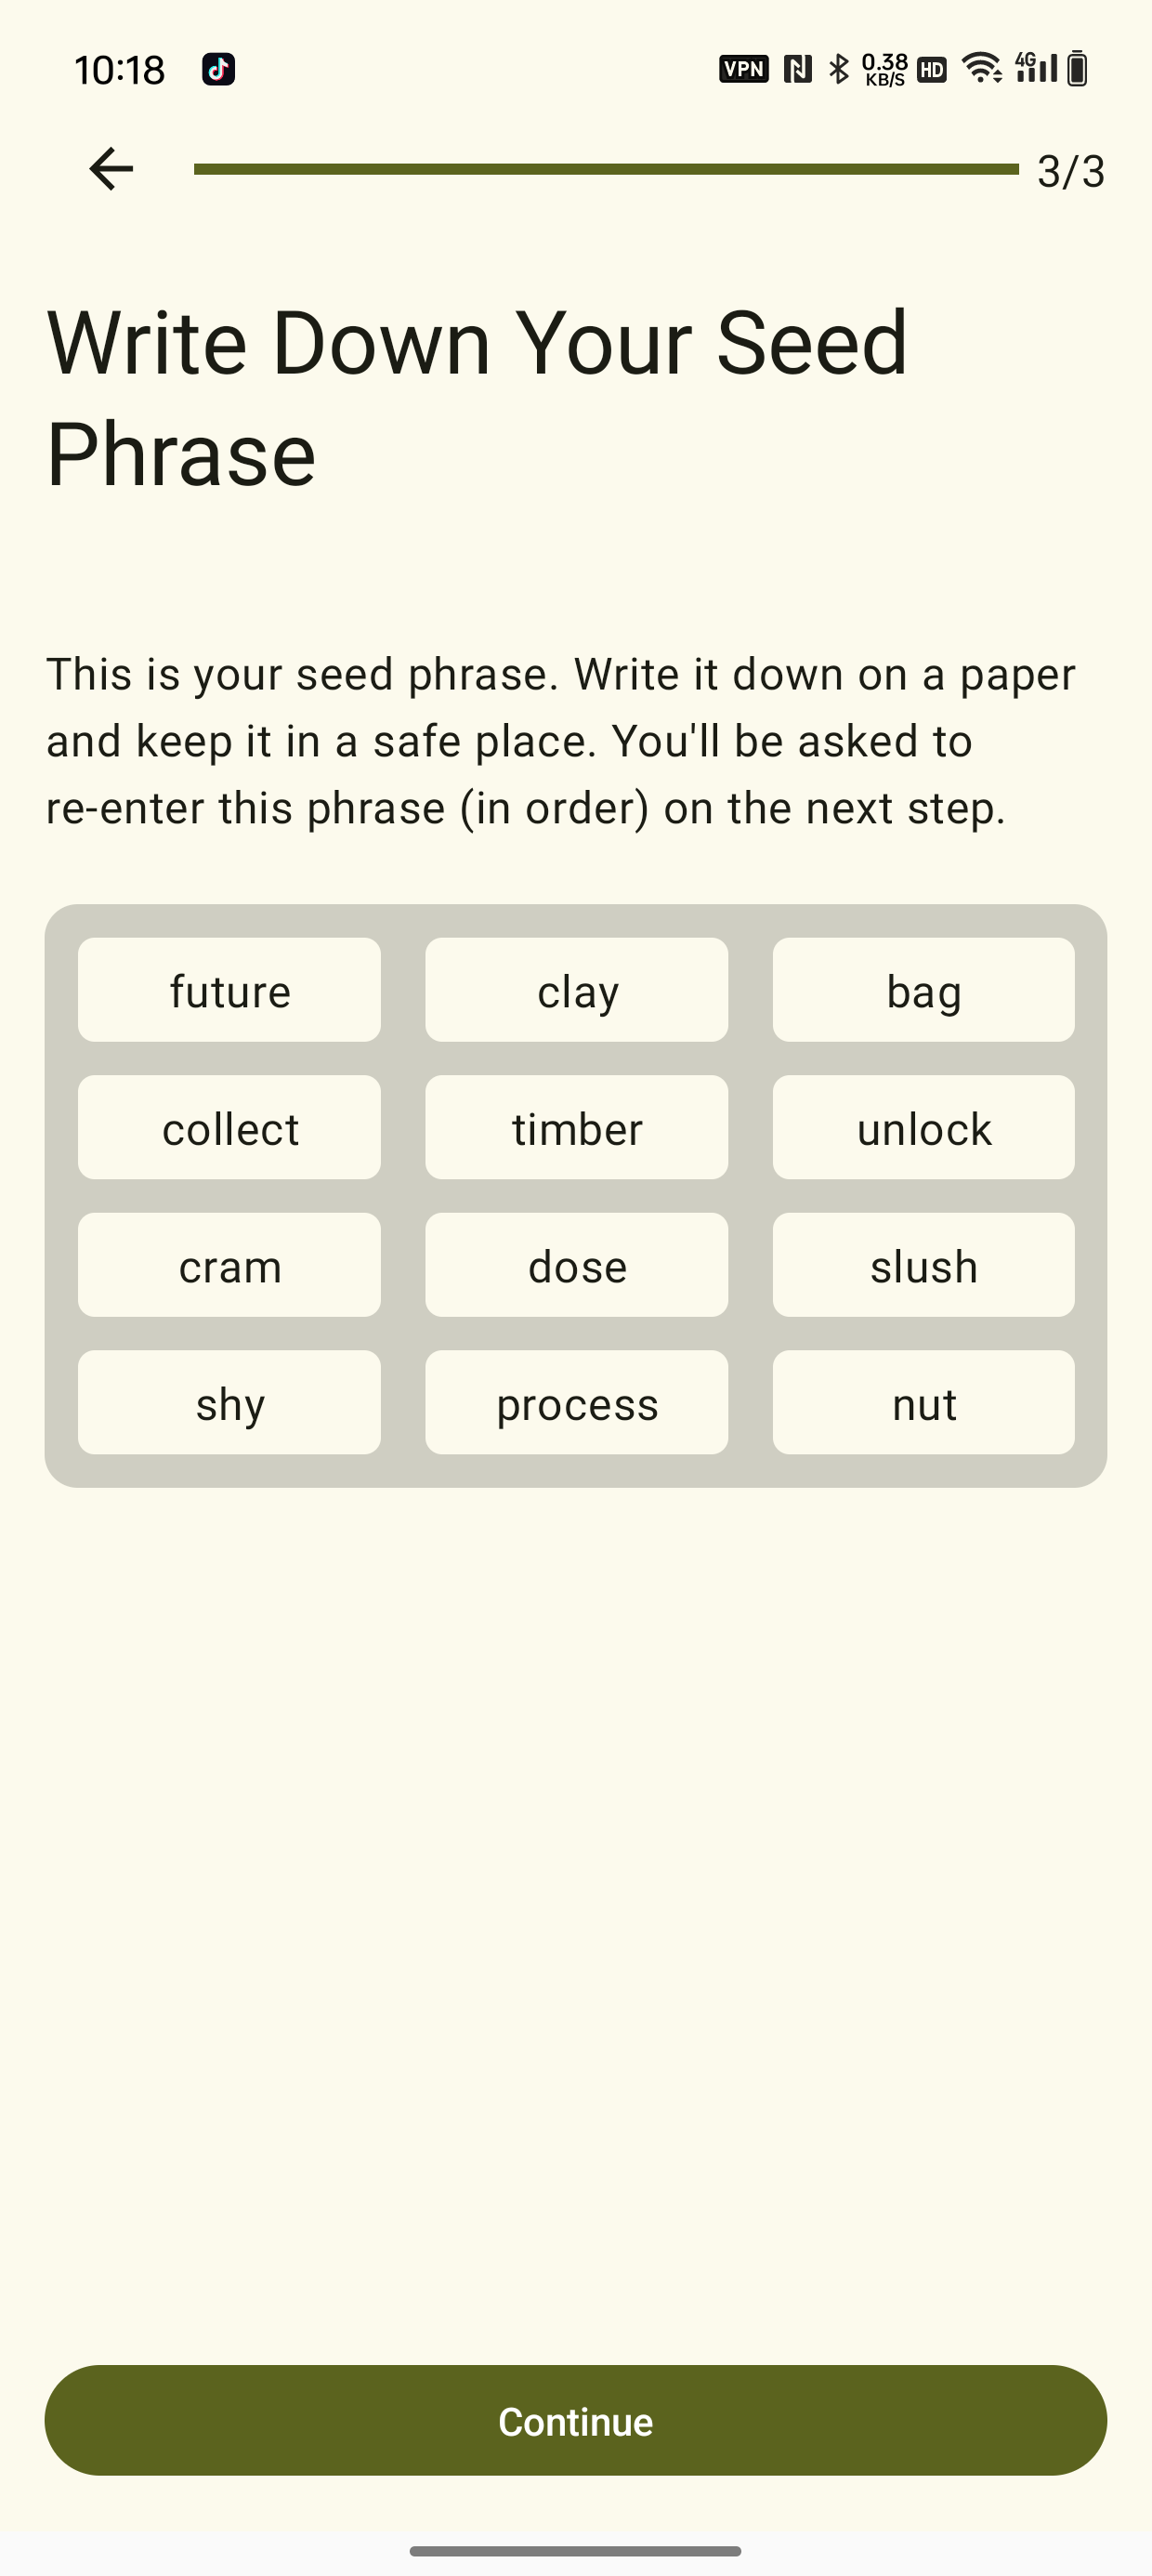 10:18 VPN 0.38 KB/S HD 4G
3/3
Write Down Your Seed
Phrase
This is your seed phrase. Write it down on a paper
and keep it in a safe place. You'll be asked to
re-enter this phrase (in order) on the next step.
future clay bag
collect timber unlock
cram dose slush
shy process nut
Continue